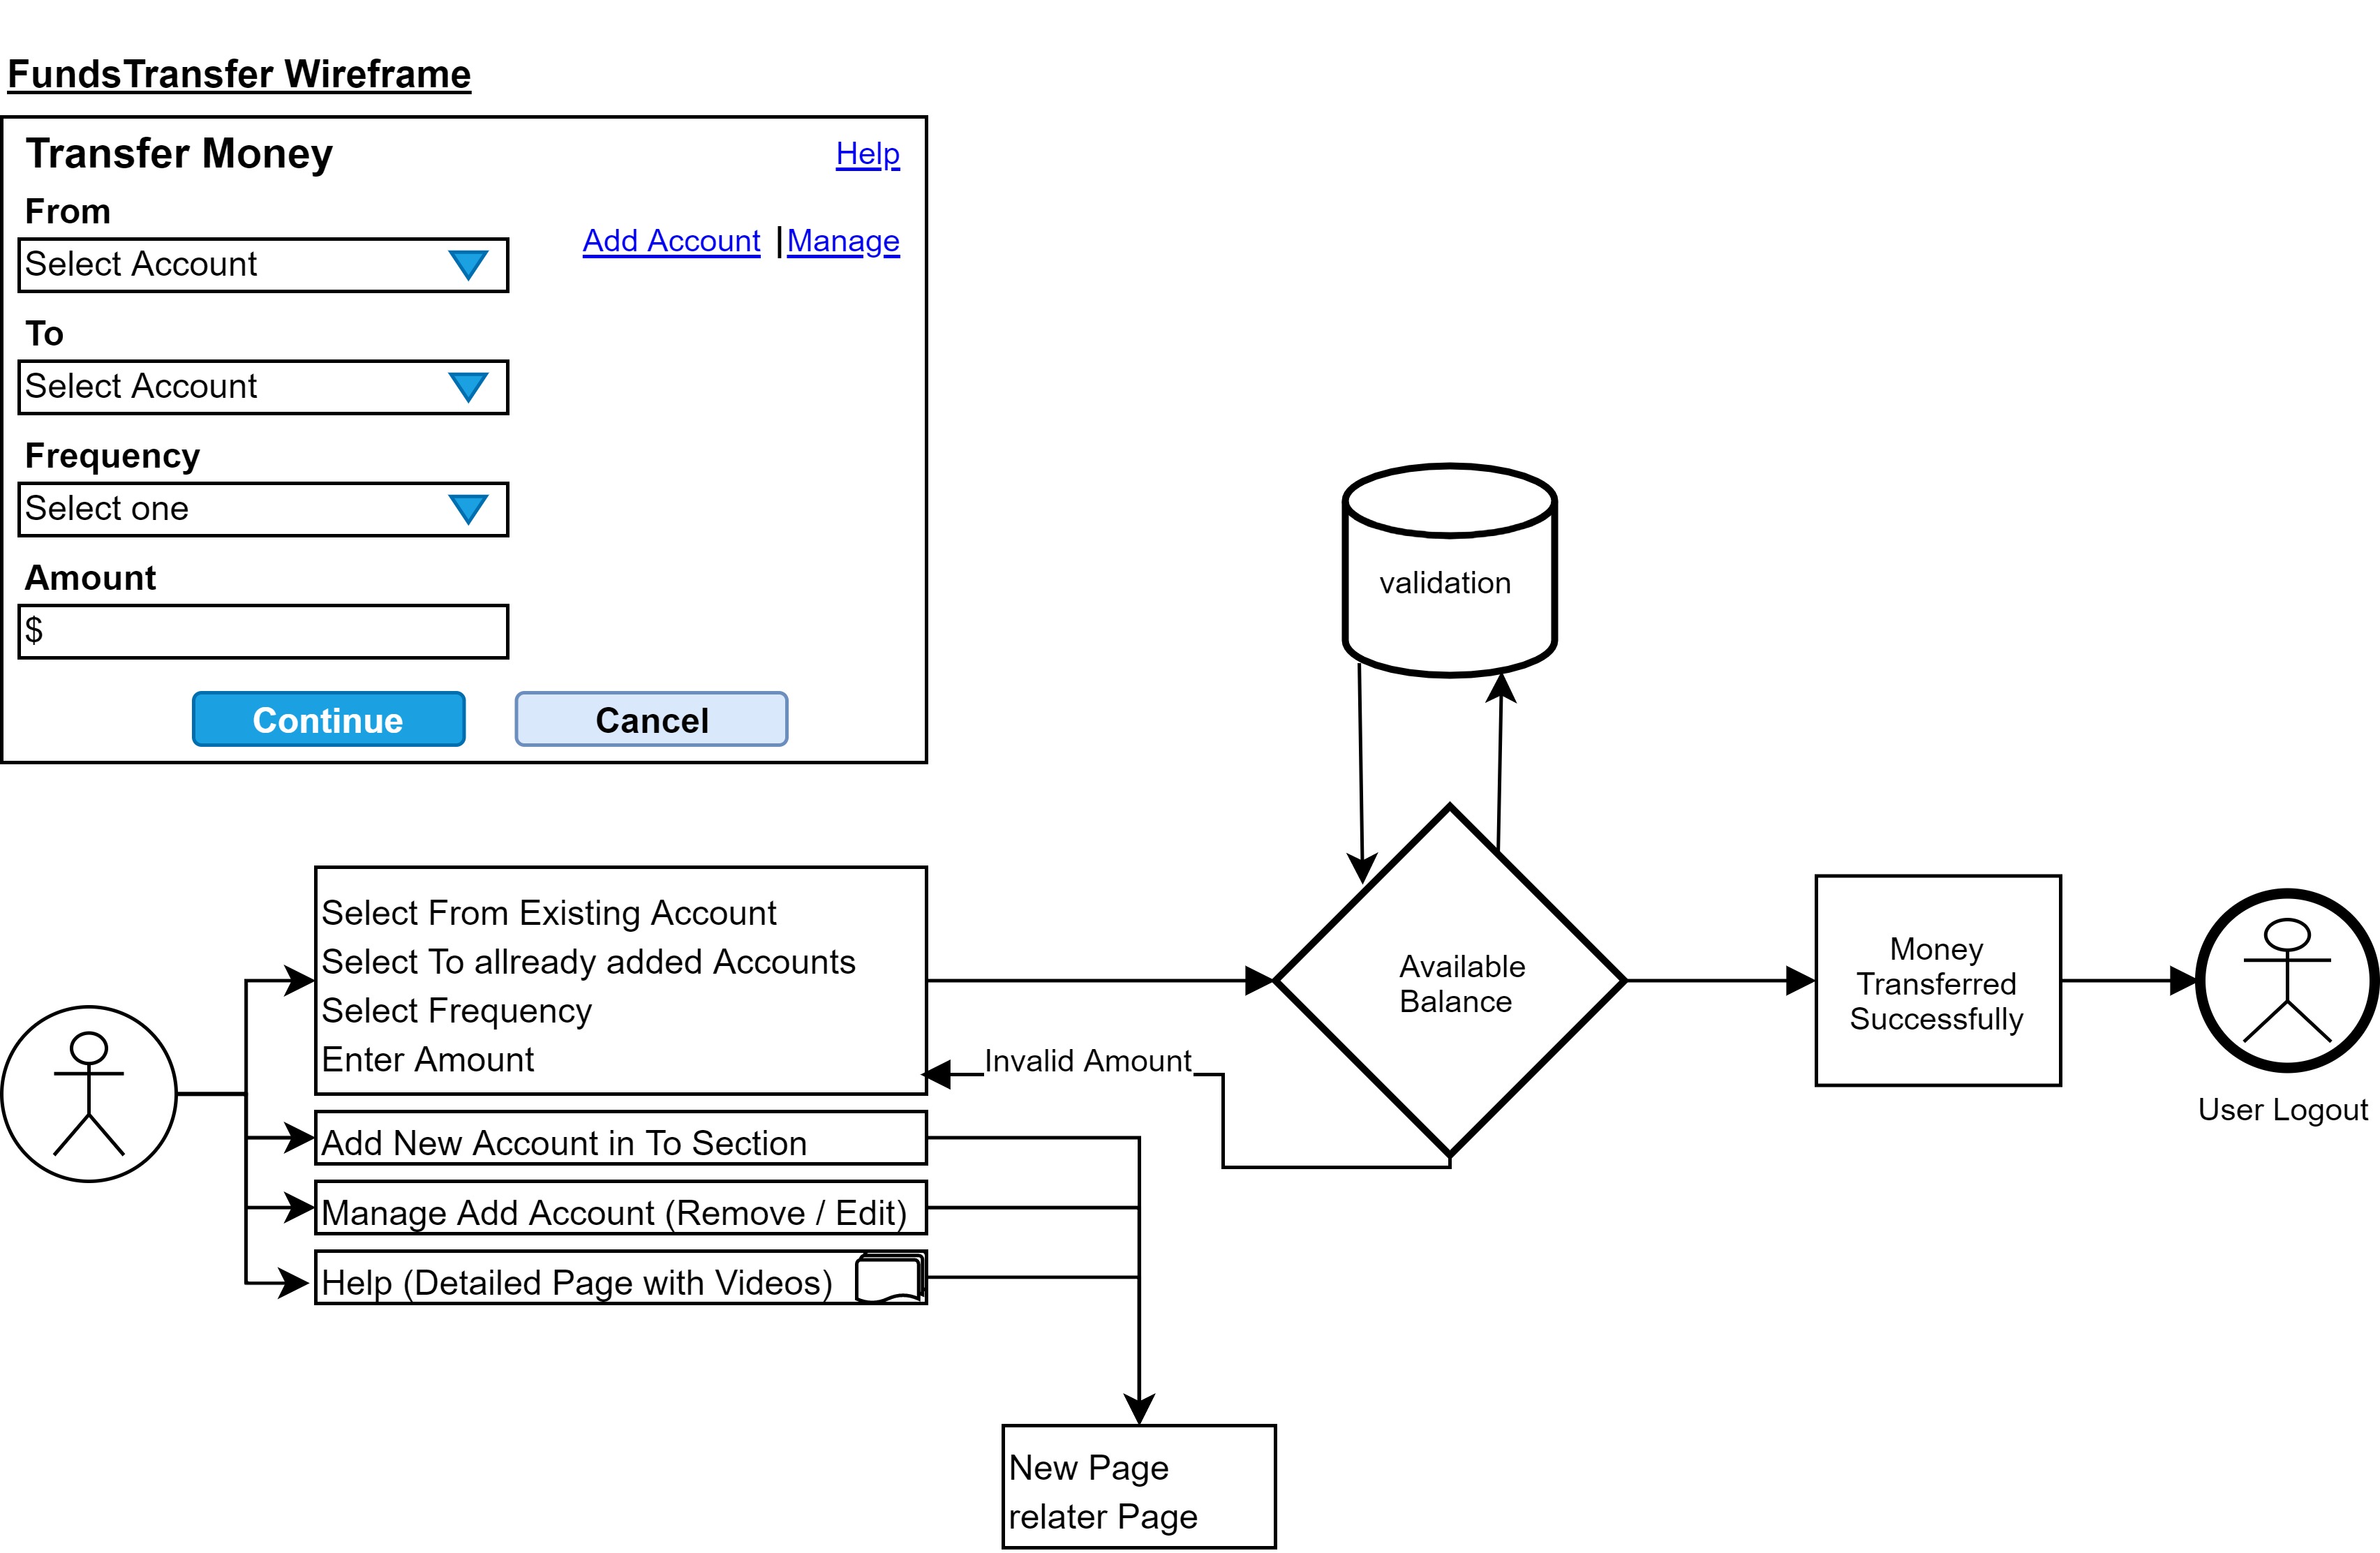 FundsTransfer Wireframe
Transfer Money
Help
From
Select Account
Add Account | Manage
To
Select Account
Frequency
Select one
Amount
$
Continue
Cancel
validation
Select From Existing Account
Select To allready added Accounts
Select Frequency
Enter Amount
Available
Balance
Money
Transferred
Successfully
Invalid Amount
User Logout
Add New Account in To Section
Manage Add Account (Remove / Edit)
Help (Detailed Page with Videos)
New Page
relater Page